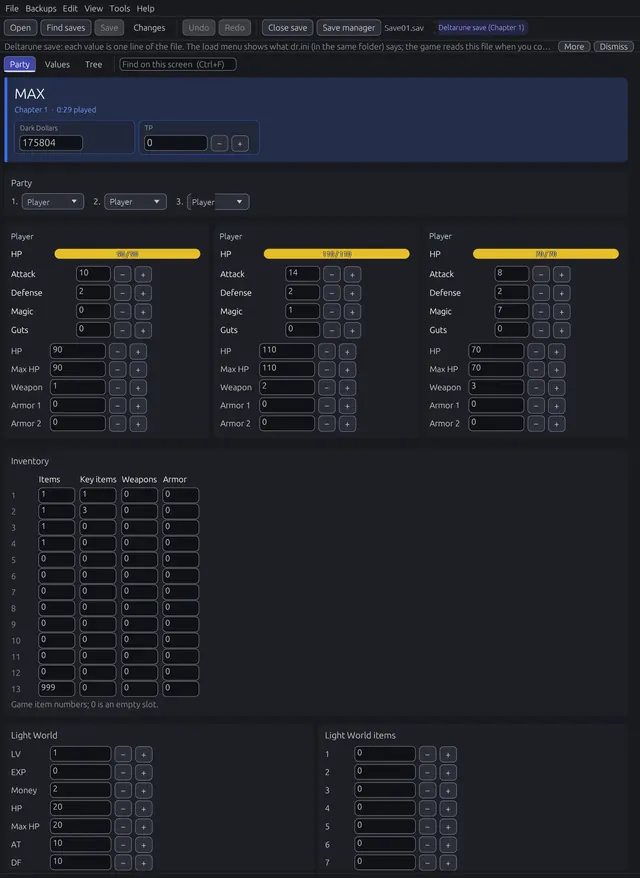 File Backups Edit View Tools Help
Open Find saves Save Changes Undo Redo Close save Save manager Save01.sav Deltarune save (Chapter 1)
Deltarune save: each value is one line of the file. The load menu shows what dr.ini (in the same folder) says; the game reads this file when you co... More Dismiss
Party Values Tree Find on this screen (Ctrl+F)
MAX
Chapter 1 · 0:29 played
Dark Dollars TP
175804 0 − +
Party
1. Player 2. Player 3. Player
Player Player Player
HP 90/90 HP 110/110 HP 70/70
Attack 10 − + Attack 14 − + Attack 8 − +
Defense 2 − + Defense 2 − + Defense 2 − +
Magic 0 − + Magic 1 − + Magic 7 − +
Guts 0 − + Guts 0 − + Guts 0 − +
HP 90 − + HP 110 − + HP 70 − +
Max HP 90 − + Max HP 110 − + Max HP 70 − +
Weapon 1 − + Weapon 2 − + Weapon 3 − +
Armor 1 0 − + Armor 1 0 − + Armor 1 0 − +
Armor 2 0 − + Armor 2 0 − + Armor 2 0 − +
Inventory
Items Key items Weapons Armor
1 1 1 0 0
2 1 3 0 0
3 1 0 0 0
4 1 0 0 0
5 0 0 0 0
6 0 0 0 0
7 0 0 0 0
8 0 0 0 0
9 0 0 0 0
10 0 0 0 0
11 0 0 0 0
12 0 0 0 0
13 999 0 0 0
Game item numbers; 0 is an empty slot.
Light World Light World items
LV 1 − + 1 0 − +
EXP 0 − + 2 0 − +
Money 2 − + 3 0 − +
HP 20 − + 4 0 − +
Max HP 20 − + 5 0 − +
AT 10 − + 6 0 − +
DF 10 − + 7 0 − +